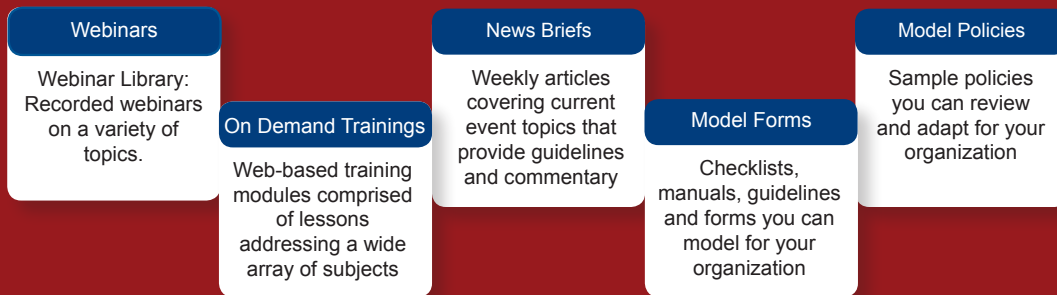 Webinars
Webinar Library:
Recorded webinars
on a variety of
topics.
On Demand Trainings
Web-based training
modules comprised
of lessons
addressing a wide
array of subjects
News Briefs
Weekly articles
covering current
event topics that
provide guidelines
and commentary
Model Forms
Checklists,
manuals, guidelines
and forms you can
model for your
organization
Model Policies
Sample policies
you can review
and adapt for your
organization